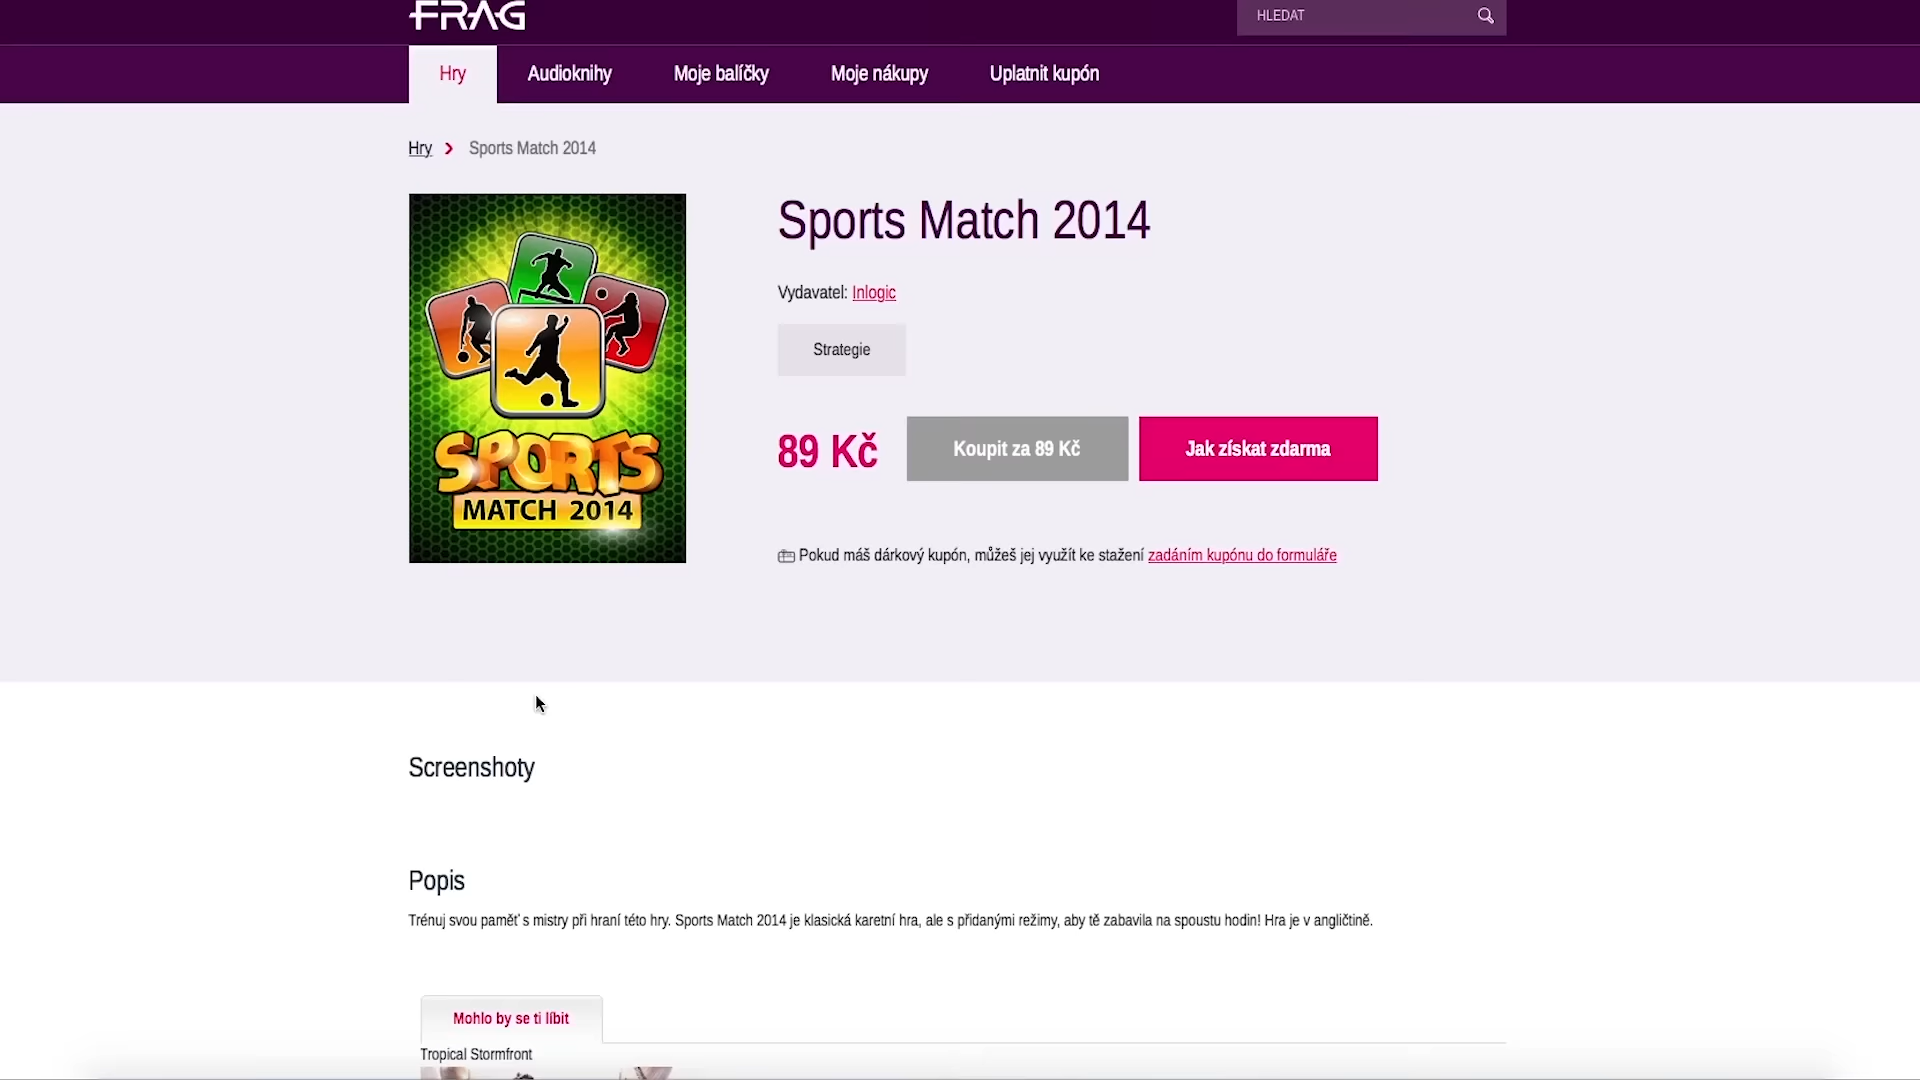 FRAG
HLEDAT
Hry
Audioknihy
Moje balíčky
Moje nákupy
Uplatnit kupón
Hry
Sports Match 2014
SPORTS
MATCH 2014
Sports Match 2014
Vydavatel: Inlogic
Strategie
89 Kč
Koupit za 89 Kč
Jak získat zdarma
Pokud máš dárkový kupón, můžeš jej využít ke stažení zadáním kupónu do formuláře
Screenshoty
Popis
Trénuj svou paměť s mistry při hraní této hry. Sports Match 2014 je klasická karetní hra, ale s přidanými režimy, aby tě zabavila na spoustu hodin! Hra je v angličtině.
Mohlo by se ti líbit
Tropical Stormfront